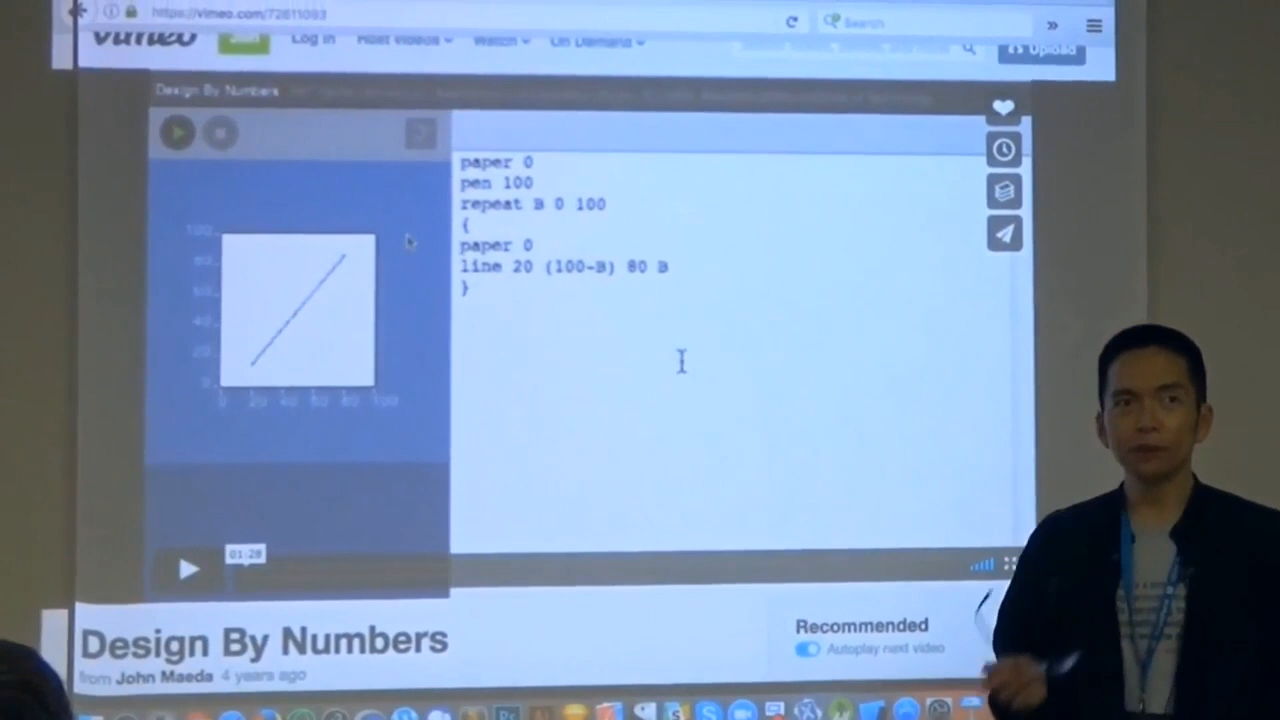 https://vimeo.com/72611093
Search
vimeo
Join
Log In
Host Videos
Watch
On Demand
Upload
Design By Numbers
paper 0
pen 100
repeat B 0 100
{
paper 0
line 20 (100-B) 80 B
}
100
80
60
40
20
0
0 20 40 60 80 100
01:28
Design By Numbers
from John Maeda 4 years ago
Recommended
Autoplay next video